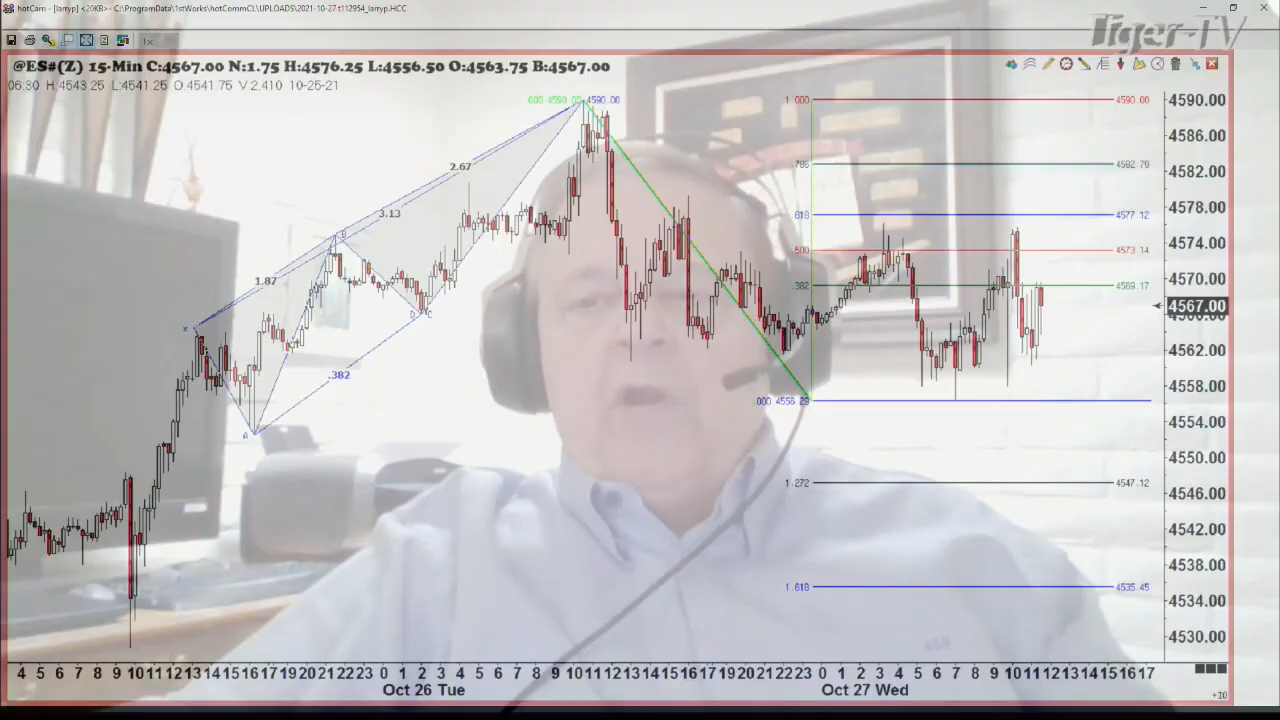 hotCam - [larryp] <20KB> - C:\ProgramData\1stWorks\hotCommCL\UPLOADS\2021-10-27 t112954_larryp.HCC
Tiger-TV
@ES#(Z) 15-Min C:4567.00 N:1.75 H:4576.25 L:4556.50 O:4563.75 B:4567.00
06:30 H:4543.25 L:4541.25 O:4541.75 V:2,410 10-25-21
.000 4590.00 4590.00
1.000 4590.00
4590.00
4586.00
.786 4582.79
4582.00
2.67
4578.00
3.13
.618 4577.12
B
4574.00
.500 4573.14
1.87
4570.00
.382 4569.17
X
D C
4567.00
4562.00
.382
4558.00
.000 4556.29
4554.00
A
4550.00
1.272 4547.12
4546.00
4542.00
4538.00
1.618 4535.45
4534.00
4530.00
4 5 6 7 8 9 10 11 12 13 14 15 16 17 18 19 20 21 22 23 0 1 2 3 4 5 6 7 8 9 10 11 12 13 14 15 16 17 18 19 20 21 22 23 0 1 2 3 4 5 6 7 8 9 10 11 12 13 14 15 16 17
Oct 26 Tue
Oct 27 Wed